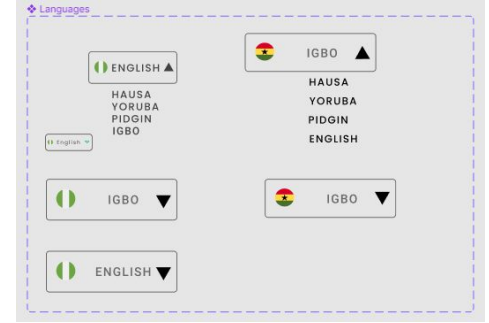 Languages
ENGLISH
HAUSA
YORUBA
PIDGIN
IGBO
English
IGBO
HAUSA
YORUBA
PIDGIN
ENGLISH
IGBO
IGBO
ENGLISH